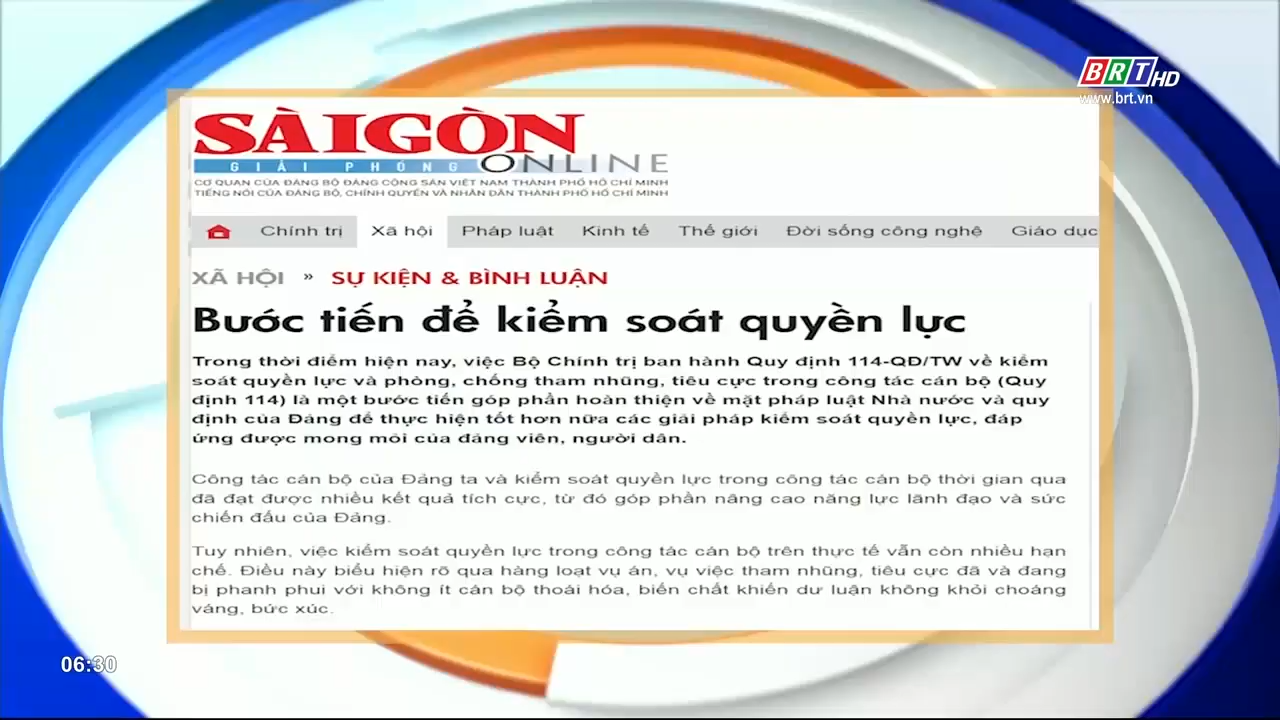 BRT HD
www.brt.vn
SÀI GÒN
GIẢI PHÓNG ONLINE
CƠ QUAN CỦA ĐẢNG BỘ ĐẢNG CỘNG SẢN VIỆT NAM THÀNH PHỐ HỒ CHÍ MINH
TIẾNG NÓI CỦA ĐẢNG BỘ, CHÍNH QUYỀN VÀ NHÂN DÂN THÀNH PHỐ HỒ CHÍ MINH
Chính trị Xã hội Pháp luật Kinh tế Thế giới Đời sống công nghệ Giáo dục
XÃ HỘI » SỰ KIỆN & BÌNH LUẬN
Bước tiến để kiểm soát quyền lực
Trong thời điểm hiện nay, việc Bộ Chính trị ban hành Quy định 114-QĐ/TW về kiểm
soát quyền lực và phòng, chống tham nhũng, tiêu cực trong công tác cán bộ (Quy
định 114) là một bước tiến góp phần hoàn thiện về mặt pháp luật Nhà nước và quy
định của Đảng để thực hiện tốt hơn nữa các giải pháp kiểm soát quyền lực, đáp
ứng được mong mỏi của đảng viên, người dân.
Công tác cán bộ của Đảng ta và kiểm soát quyền lực trong công tác cán bộ thời gian qua
đã đạt được nhiều kết quả tích cực, từ đó góp phần nâng cao năng lực lãnh đạo và sức
chiến đấu của Đảng.
Tuy nhiên, việc kiểm soát quyền lực trong công tác cán bộ trên thực tế vẫn còn nhiều hạn
chế. Điều này biểu hiện rõ qua hàng loạt vụ án, vụ việc tham nhũng, tiêu cực đã và đang
bị phanh phui với không ít cán bộ thoái hóa, biến chất khiến dư luận không khỏi choáng
váng, bức xúc.
06:30